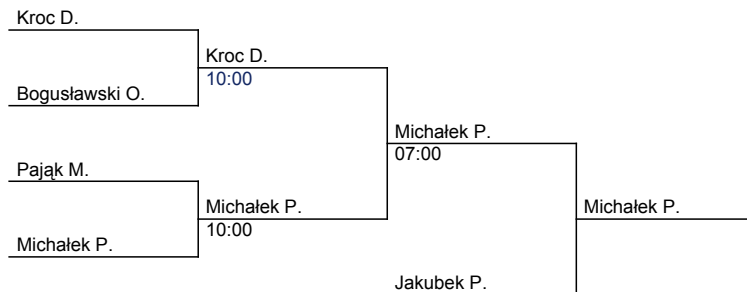 Kroc D.
Kroc D.
10:00
Bogusławski O.
Michałek P.
07:00
Pająk M.
Michałek P.
10:00
Michałek P.
Michałek P.
Jakubek P.